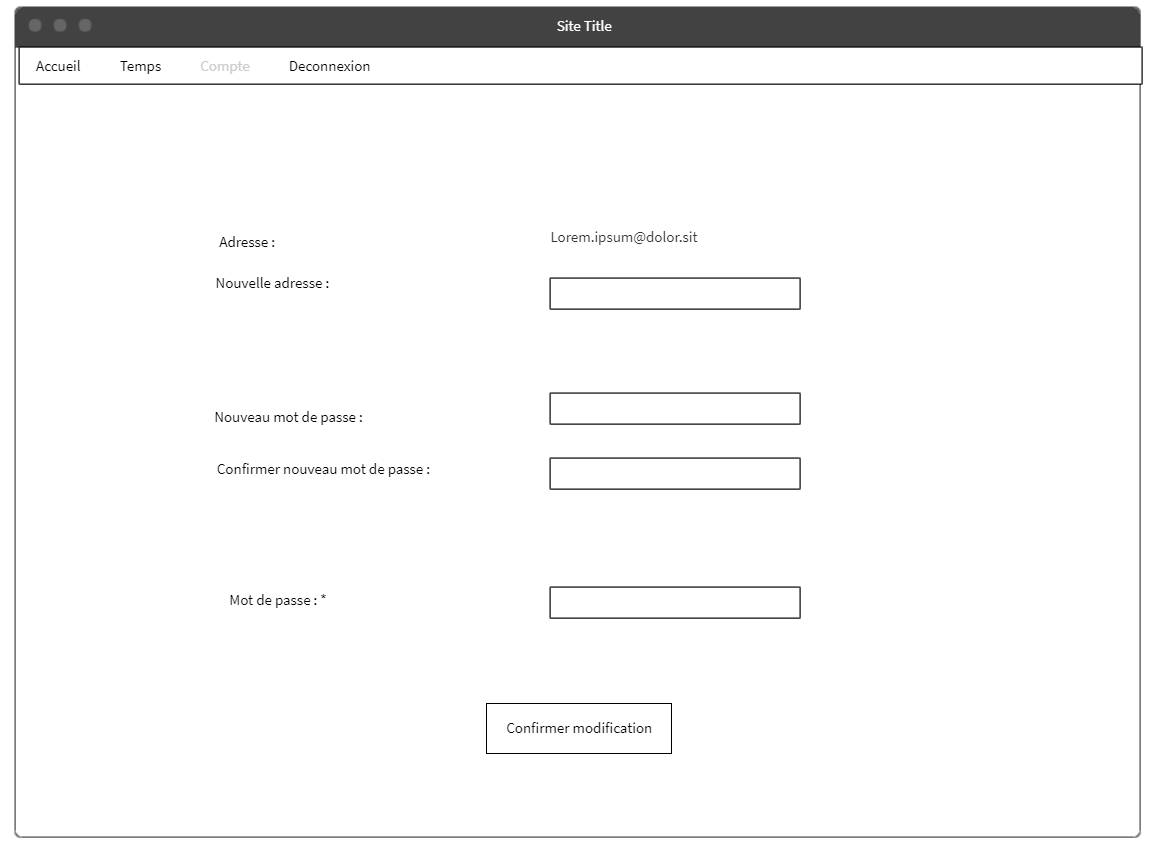 Site Title
Accueil Temps Compte Deconnexion
Adresse : Lorem.ipsum@dolor.sit
Nouvelle adresse :
Nouveau mot de passe :
Confirmer nouveau mot de passe :
Mot de passe : *
Confirmer modification